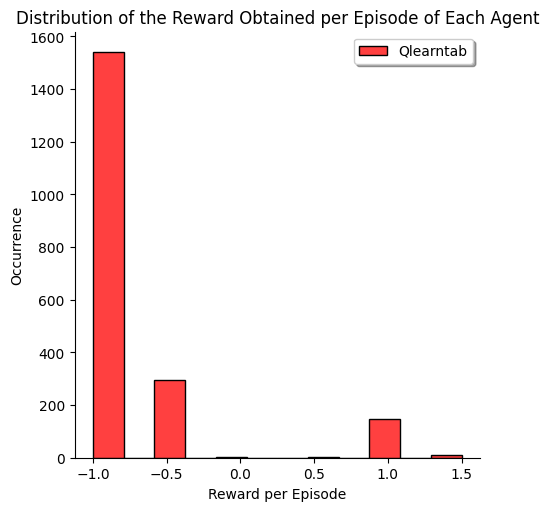 Distribution of the Reward Obtained per Episode of Each Agent
Qlearntab
1600
1400
1200
1000
800
600
400
200
0
Occurrence
−1.0 −0.5 0.0 0.5 1.0 1.5
Reward per Episode